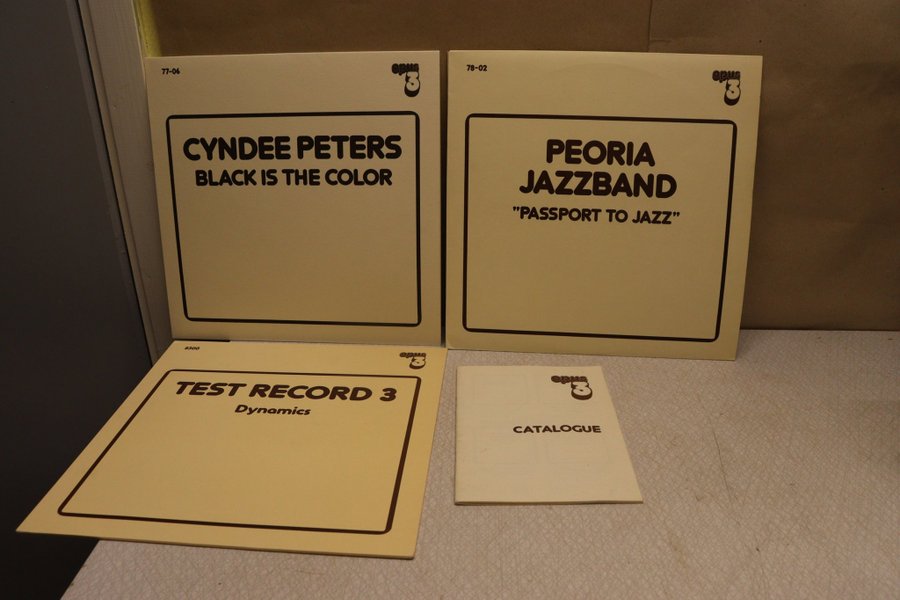 77-06
opus 3
CYNDEE PETERS
BLACK IS THE COLOR
78-02
opus 3
PEORIA
JAZZBAND
"PASSPORT TO JAZZ"
opus 3
TEST RECORD 3
Dynamics
opus 3
CATALOGUE